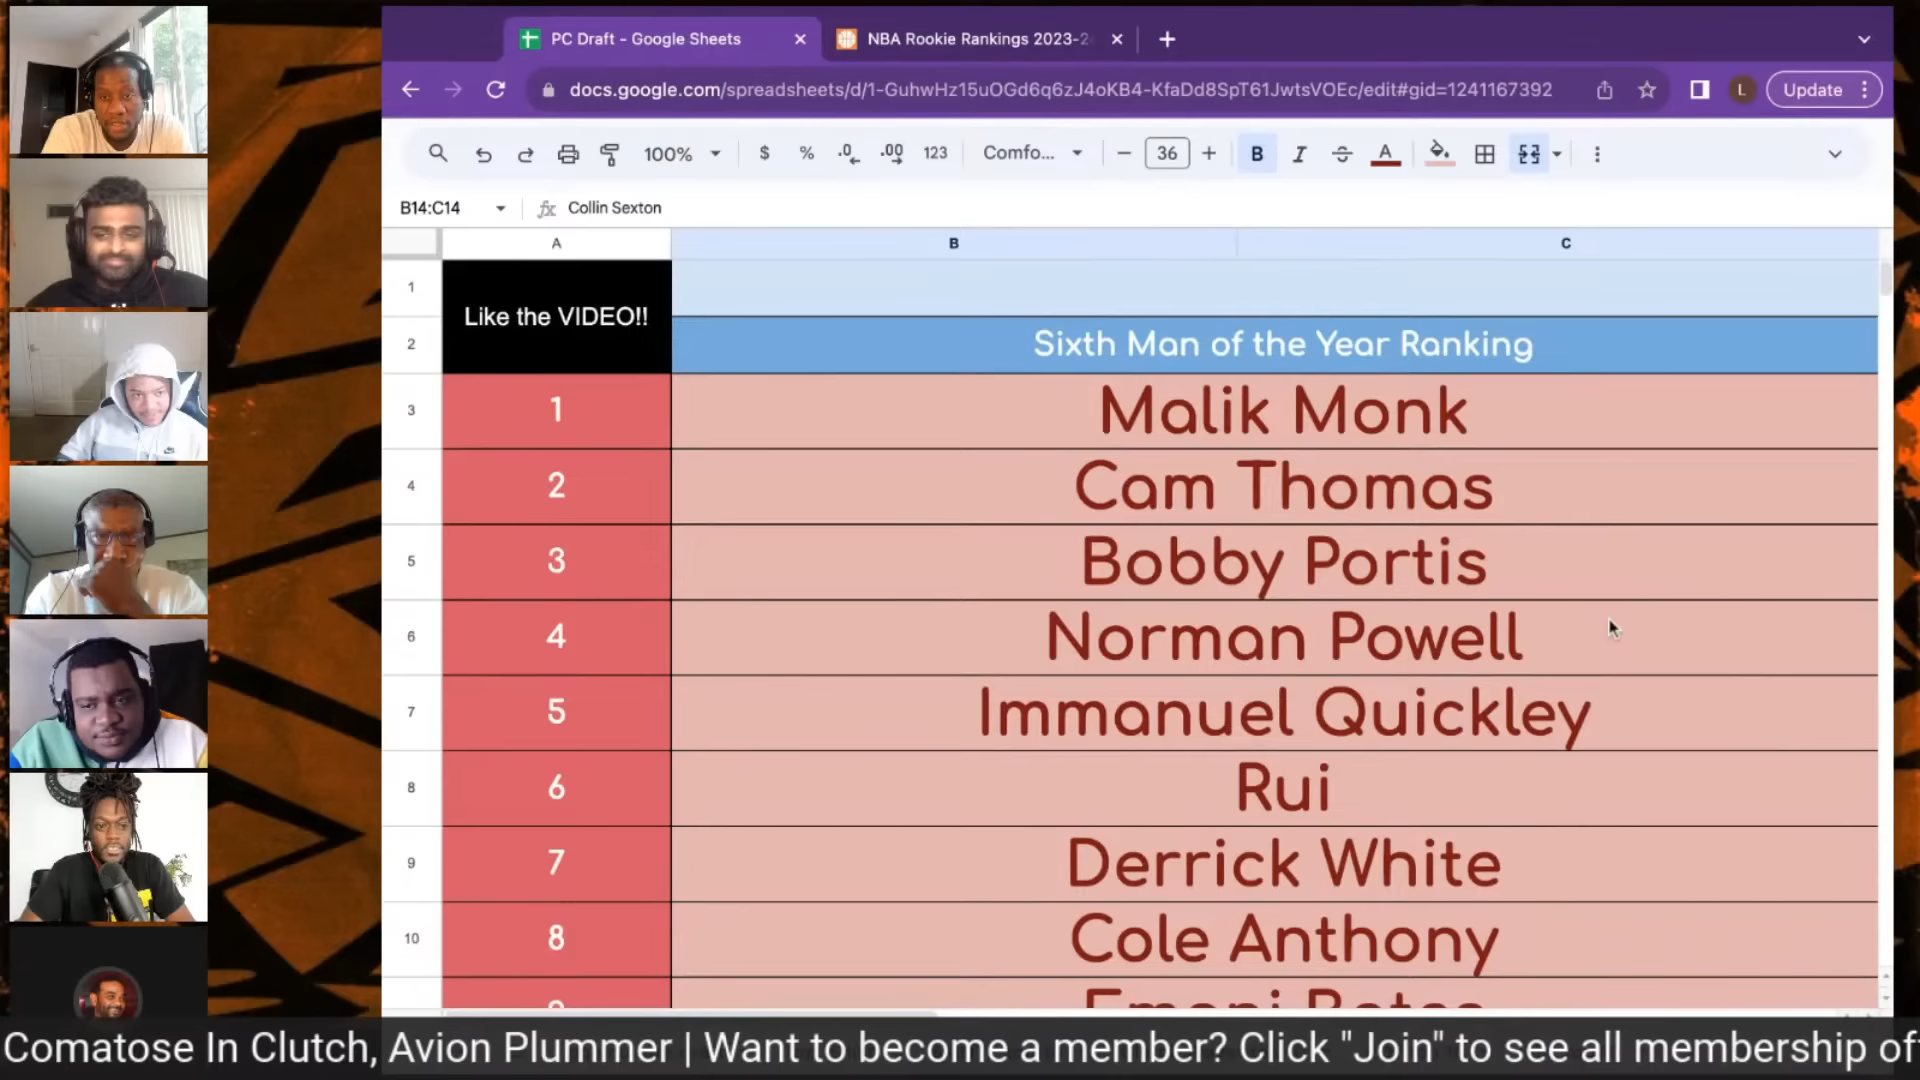 PC Draft - Google Sheets
NBA Rookie Rankings 2023-2
docs.google.com/spreadsheets/d/1-GuhwHz15uOGd6q6zJ4oKB4-KfaDd8SpT61JwtsVOEc/edit#gid=1241167392
L
Update
100%
$ % .0 .00 123
Comfo...
36
B I S A
B14:C14
fx Collin Sexton
A B C
1 Like the VIDEO!!
2 Sixth Man of the Year Ranking
3 1 Malik Monk
4 2 Cam Thomas
5 3 Bobby Portis
6 4 Norman Powell
7 5 Immanuel Quickley
8 6 Rui
9 7 Derrick White
10 8 Cole Anthony
Comatose In Clutch, Avion Plummer | Want to become a member? Click "Join" to see all membership of